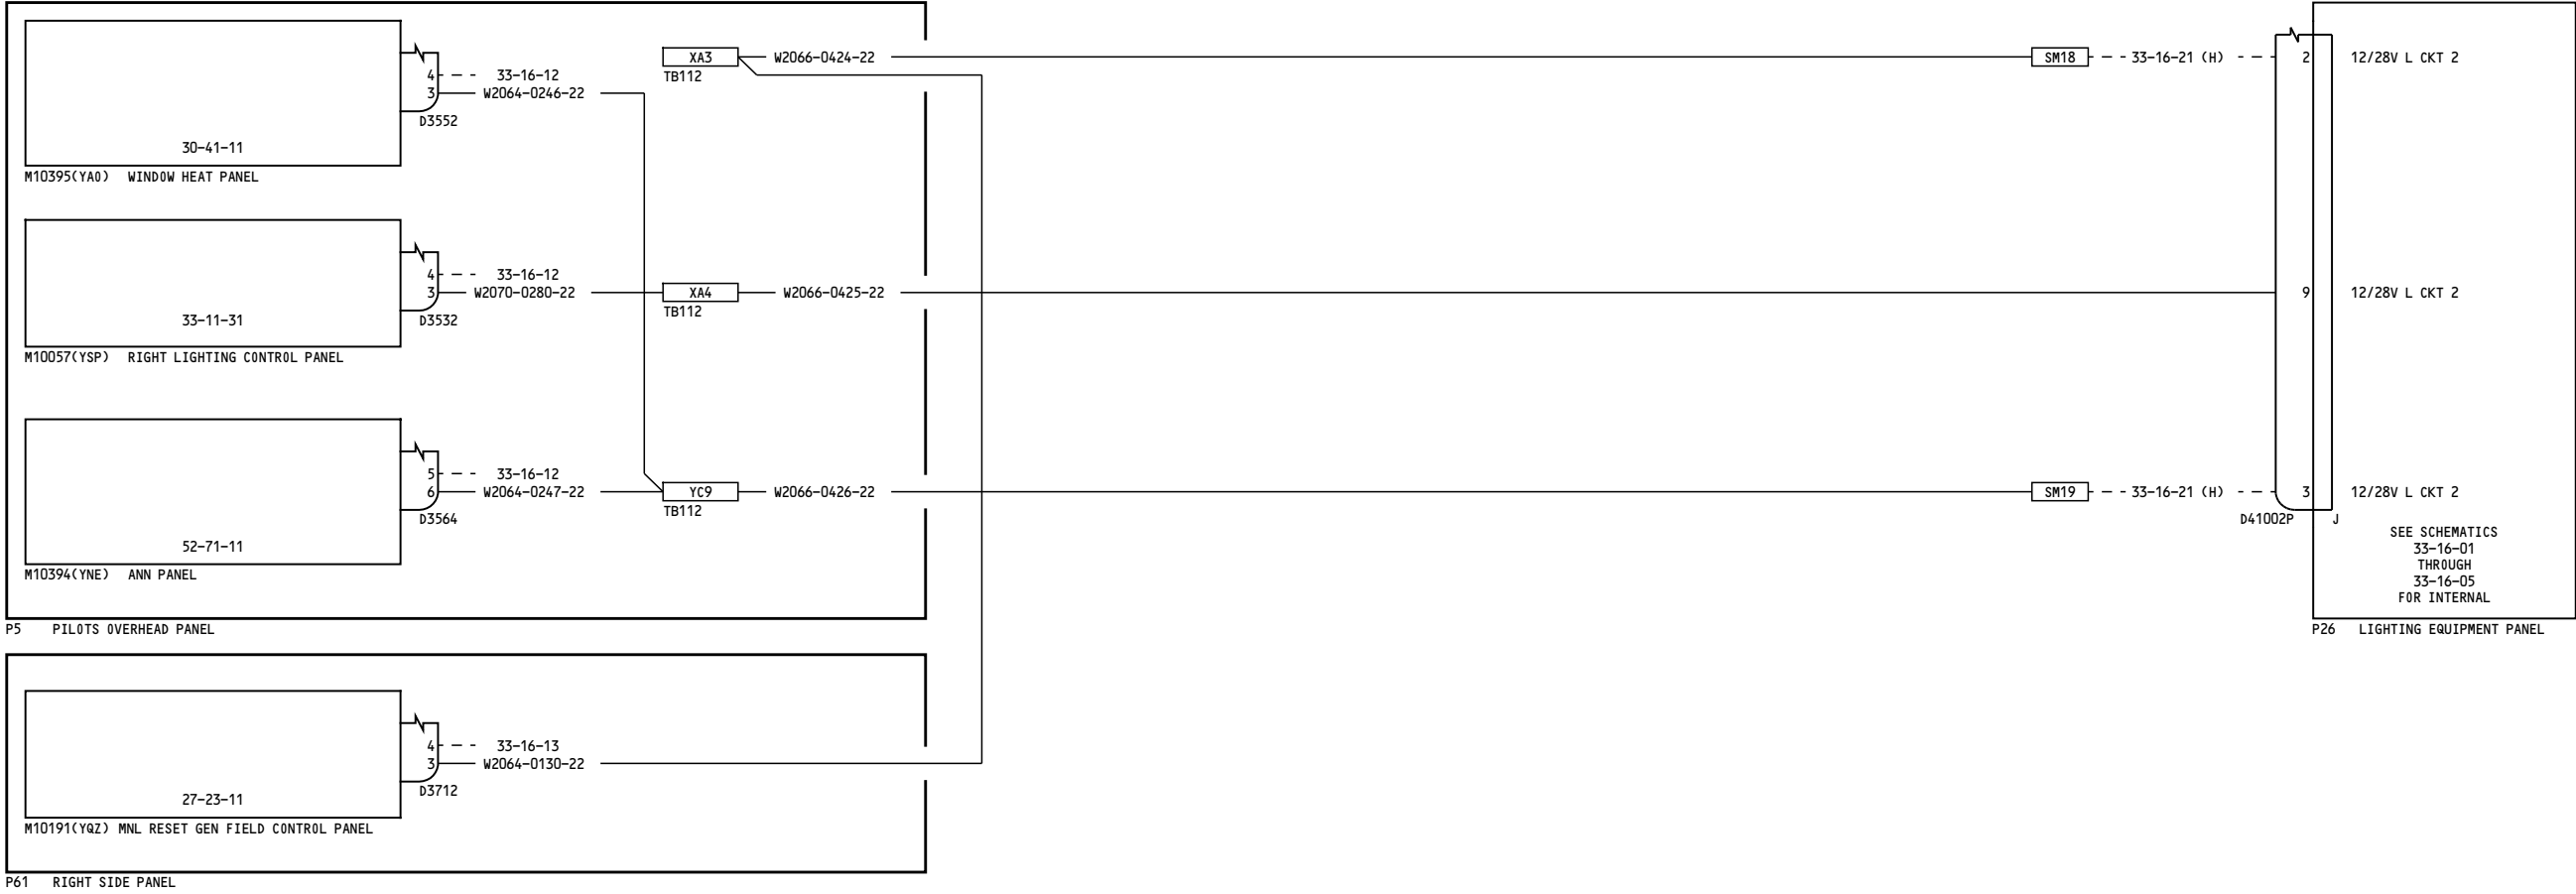 XA3
W2066-0424-22
TB112
4 33-16-12
3 W2064-0246-22
D3552
30-41-11
M10395(YA0) WINDOW HEAT PANEL
SM18 33-16-21 (H) 2 12/28V L CKT 2
4 33-16-12
3 W2070-0280-22
XA4
W2066-0425-22
TB112
D3532
33-11-31
M10057(YSP) RIGHT LIGHTING CONTROL PANEL
9 12/28V L CKT 2
5 33-16-12
6 W2064-0247-22
YC9
W2066-0426-22
TB112
D3564
52-71-11
M10394(YNE) ANN PANEL
SM19 33-16-21 (H) 3 12/28V L CKT 2
D41002P J
SEE SCHEMATICS
33-16-01
THROUGH
33-16-05
FOR INTERNAL
P5 PILOTS OVERHEAD PANEL
P26 LIGHTING EQUIPMENT PANEL
4 33-16-13
3 W2064-0130-22
D3712
27-23-11
M10191(YQZ) MNL RESET GEN FIELD CONTROL PANEL
P61 RIGHT SIDE PANEL